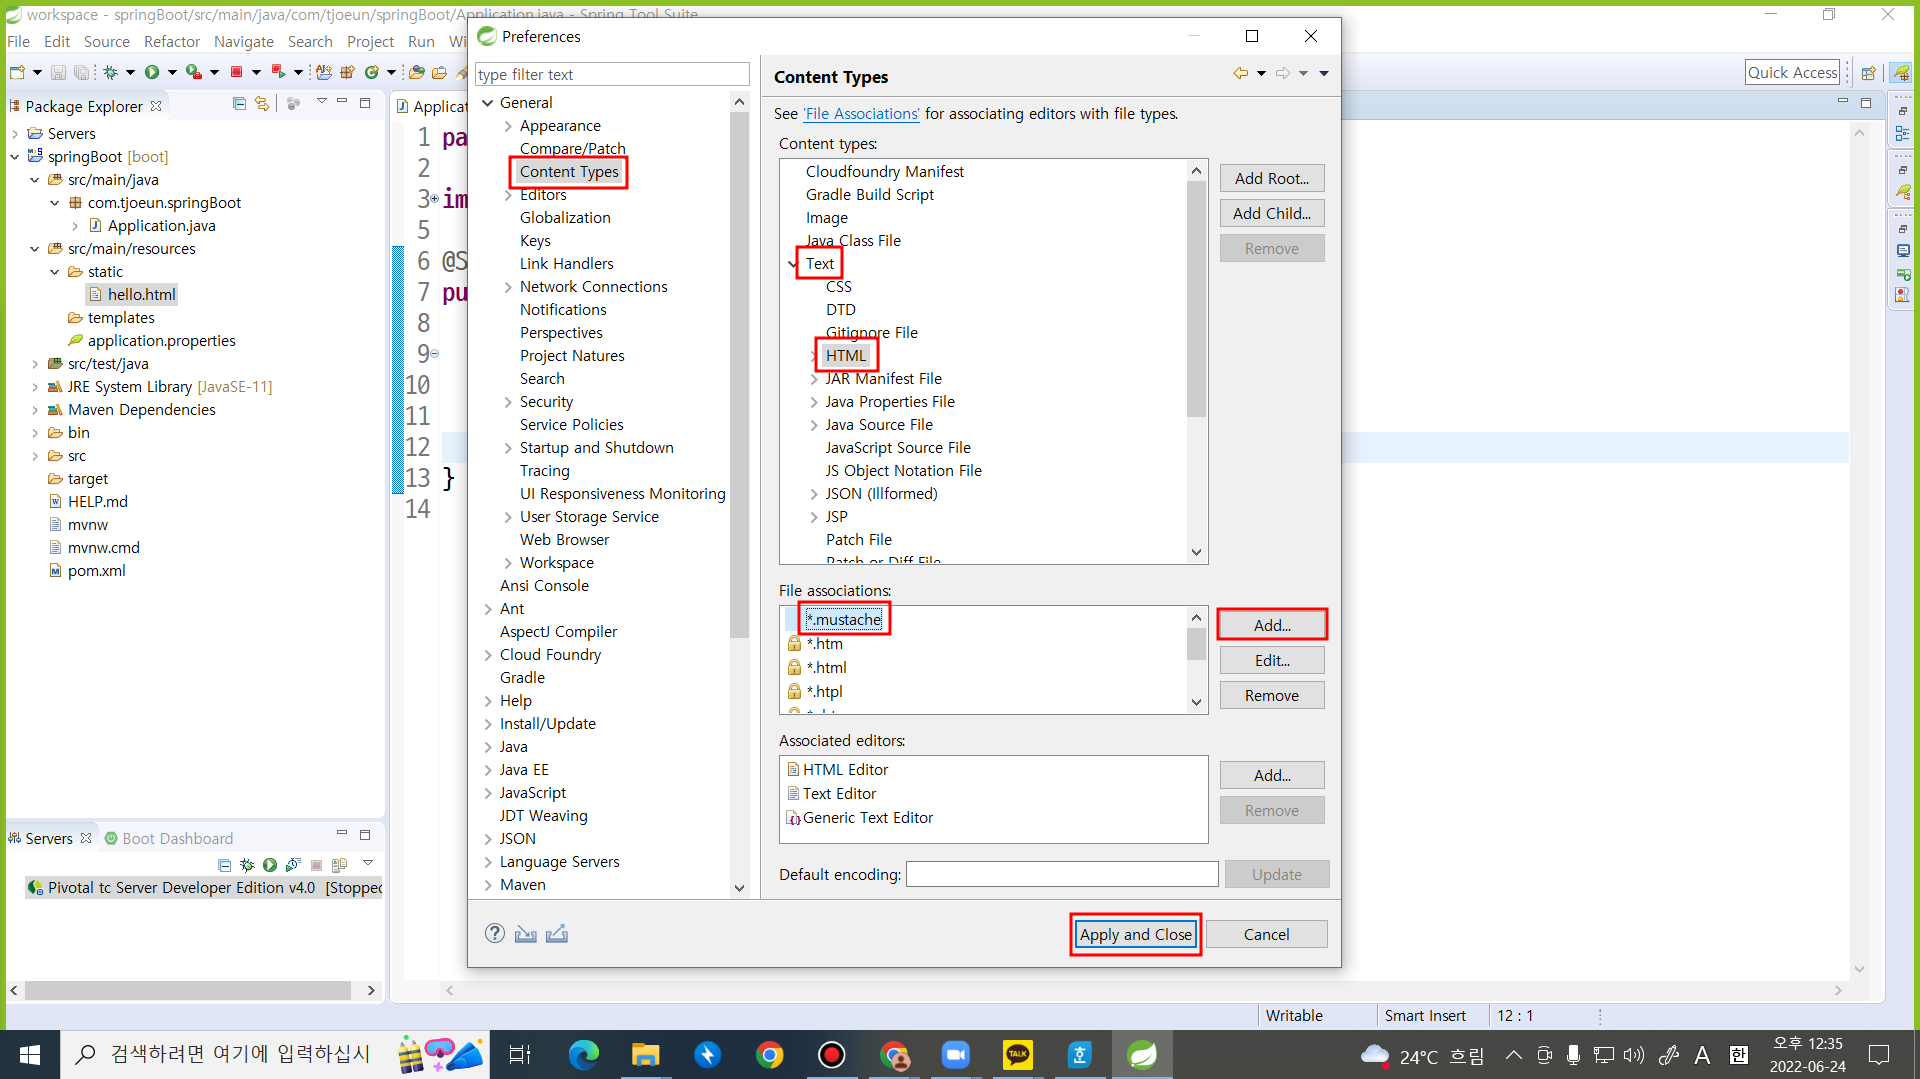 workspace - springBoot/src/main/java/com/tjoeun/springBoot/Application.java - Spring Tool Suite
File Edit Source Refactor Navigate Search Project Run Wi
Quick Access
Package Explorer
Servers
springBoot [boot]
src/main/java
com.tjoeun.springBoot
Application.java
src/main/resources
static
hello.html
templates
application.properties
src/test/java
JRE System Library [JavaSE-11]
Maven Dependencies
bin
src
target
HELP.md
mvnw
mvnw.cmd
pom.xml
Servers Boot Dashboard
Pivotal tc Server Developer Edition v4.0 [Stopped
Applicat
1 pa
2
3 im
5
6 @S
7 pu
8
9
10
11
12
13 }
14
Preferences
type filter text
General
Appearance
Compare/Patch
Content Types
Editors
Globalization
Keys
Link Handlers
Network Connections
Notifications
Perspectives
Project Natures
Search
Security
Service Policies
Startup and Shutdown
Tracing
UI Responsiveness Monitoring
User Storage Service
Web Browser
Workspace
Ansi Console
Ant
AspectJ Compiler
Cloud Foundry
Gradle
Help
Install/Update
Java
Java EE
JavaScript
JDT Weaving
JSON
Language Servers
Maven
Content Types
See 'File Associations' for associating editors with file types.
Content types:
Cloudfoundry Manifest
Gradle Build Script
Image
Java Class File
Text
CSS
DTD
Gitignore File
HTML
JAR Manifest File
Java Properties File
Java Source File
JavaScript Source File
JS Object Notation File
JSON (Illformed)
JSP
Patch File
Patch or Diff File
Add Root...
Add Child...
Remove
File associations:
*.mustache
*.htm
*.html
*.htpl
Add...
Edit...
Remove
Associated editors:
HTML Editor
Text Editor
Generic Text Editor
Add...
Remove
Default encoding:
Update
Apply and Close
Cancel
Writable
Smart Insert
12 : 1
검색하려면 여기에 입력하십시
TALK
호
24°C 흐림
A
한
오후 12:35
2022-06-24